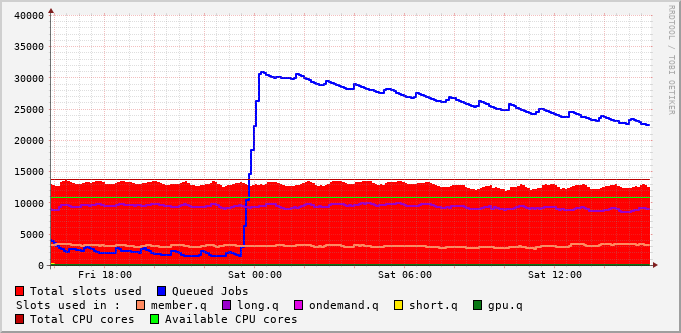 40000
35000
30000
25000
20000
15000
10000
5000
0
Fri 18:00 Sat 00:00 Sat 06:00 Sat 12:00
RRDTOOL / TOBI OETIKER
Total slots used Queued Jobs
Slots used in : member.q long.q ondemand.q short.q gpu.q
Total CPU cores Available CPU cores